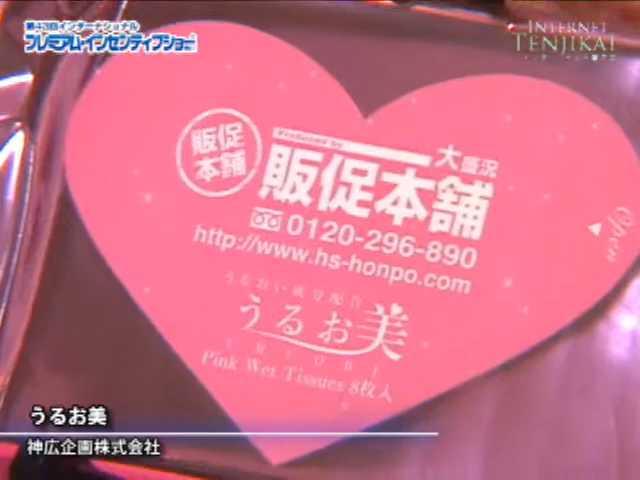 第43回インターナショナル
プレミアム・インセンティブショー
INTERNET
TENJIKAI
販促
本舗
Produced by
大盛況
販促本舗
0120-296-890
http://www.hs-honpo.com
Open
うるおい成分配合
うるお美
URUOBI
Pink Wet Tissues 8枚入
うるお美
神広企画株式会社